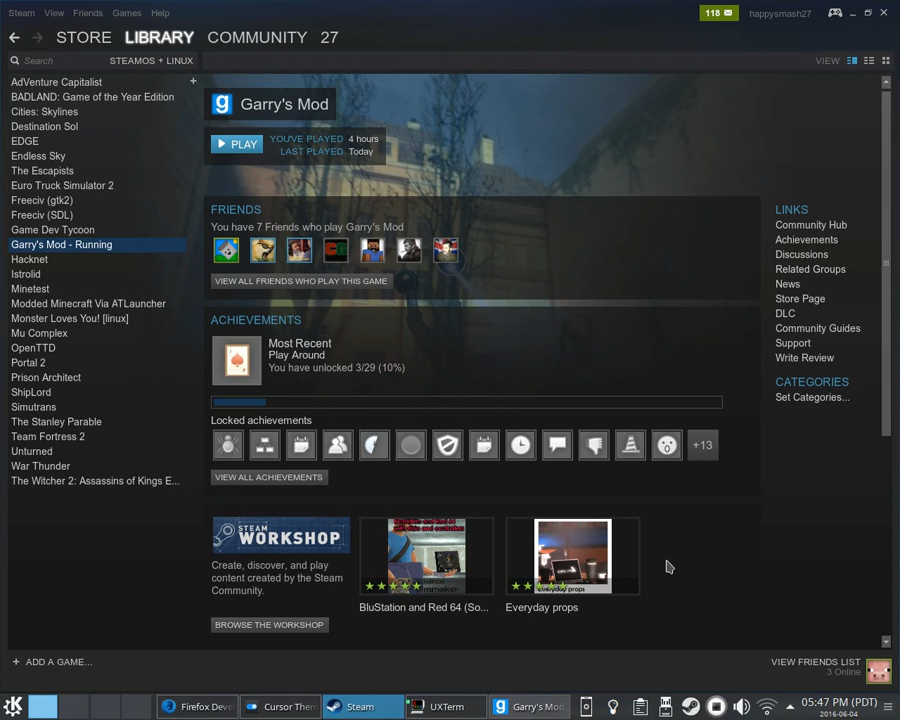 Steam View Friends Games Help
118
happysmash27
STORE LIBRARY COMMUNITY 27
Search STEAMOS + LINUX
VIEW
AdVenture Capitalist
BADLAND: Game of the Year Edition
Cities: Skylines
Destination Sol
EDGE
Endless Sky
The Escapists
Euro Truck Simulator 2
Freeciv (gtk2)
Freeciv (SDL)
Game Dev Tycoon
Garry's Mod - Running
Hacknet
Istrolid
Minetest
Modded Minecraft Via ATLauncher
Monster Loves You! [linux]
Mu Complex
OpenTTD
Portal 2
Prison Architect
ShipLord
Simutrans
The Stanley Parable
Team Fortress 2
Unturned
War Thunder
The Witcher 2: Assassins of Kings E...
Garry's Mod
PLAY
YOU'VE PLAYED 4 hours
LAST PLAYED Today
FRIENDS
You have 7 Friends who play Garry's Mod
VIEW ALL FRIENDS WHO PLAY THIS GAME
ACHIEVEMENTS
Most Recent
Play Around
You have unlocked 3/29 (10%)
Locked achievements
+13
VIEW ALL ACHIEVEMENTS
STEAM
WORKSHOP
Create, discover, and play
content created by the Steam
Community.
BROWSE THE WORKSHOP
BluStation and Red 64 (So...
Everyday props
Everyday props
LINKS
Community Hub
Achievements
Discussions
Related Groups
News
Store Page
DLC
Community Guides
Support
Write Review
CATEGORIES
Set Categories...
+ ADD A GAME...
VIEW FRIENDS LIST
3 Online
Firefox Deve
Cursor Them
Steam
UXTerm
Garry's Mod
05:47 PM (PDT)
2016-06-04